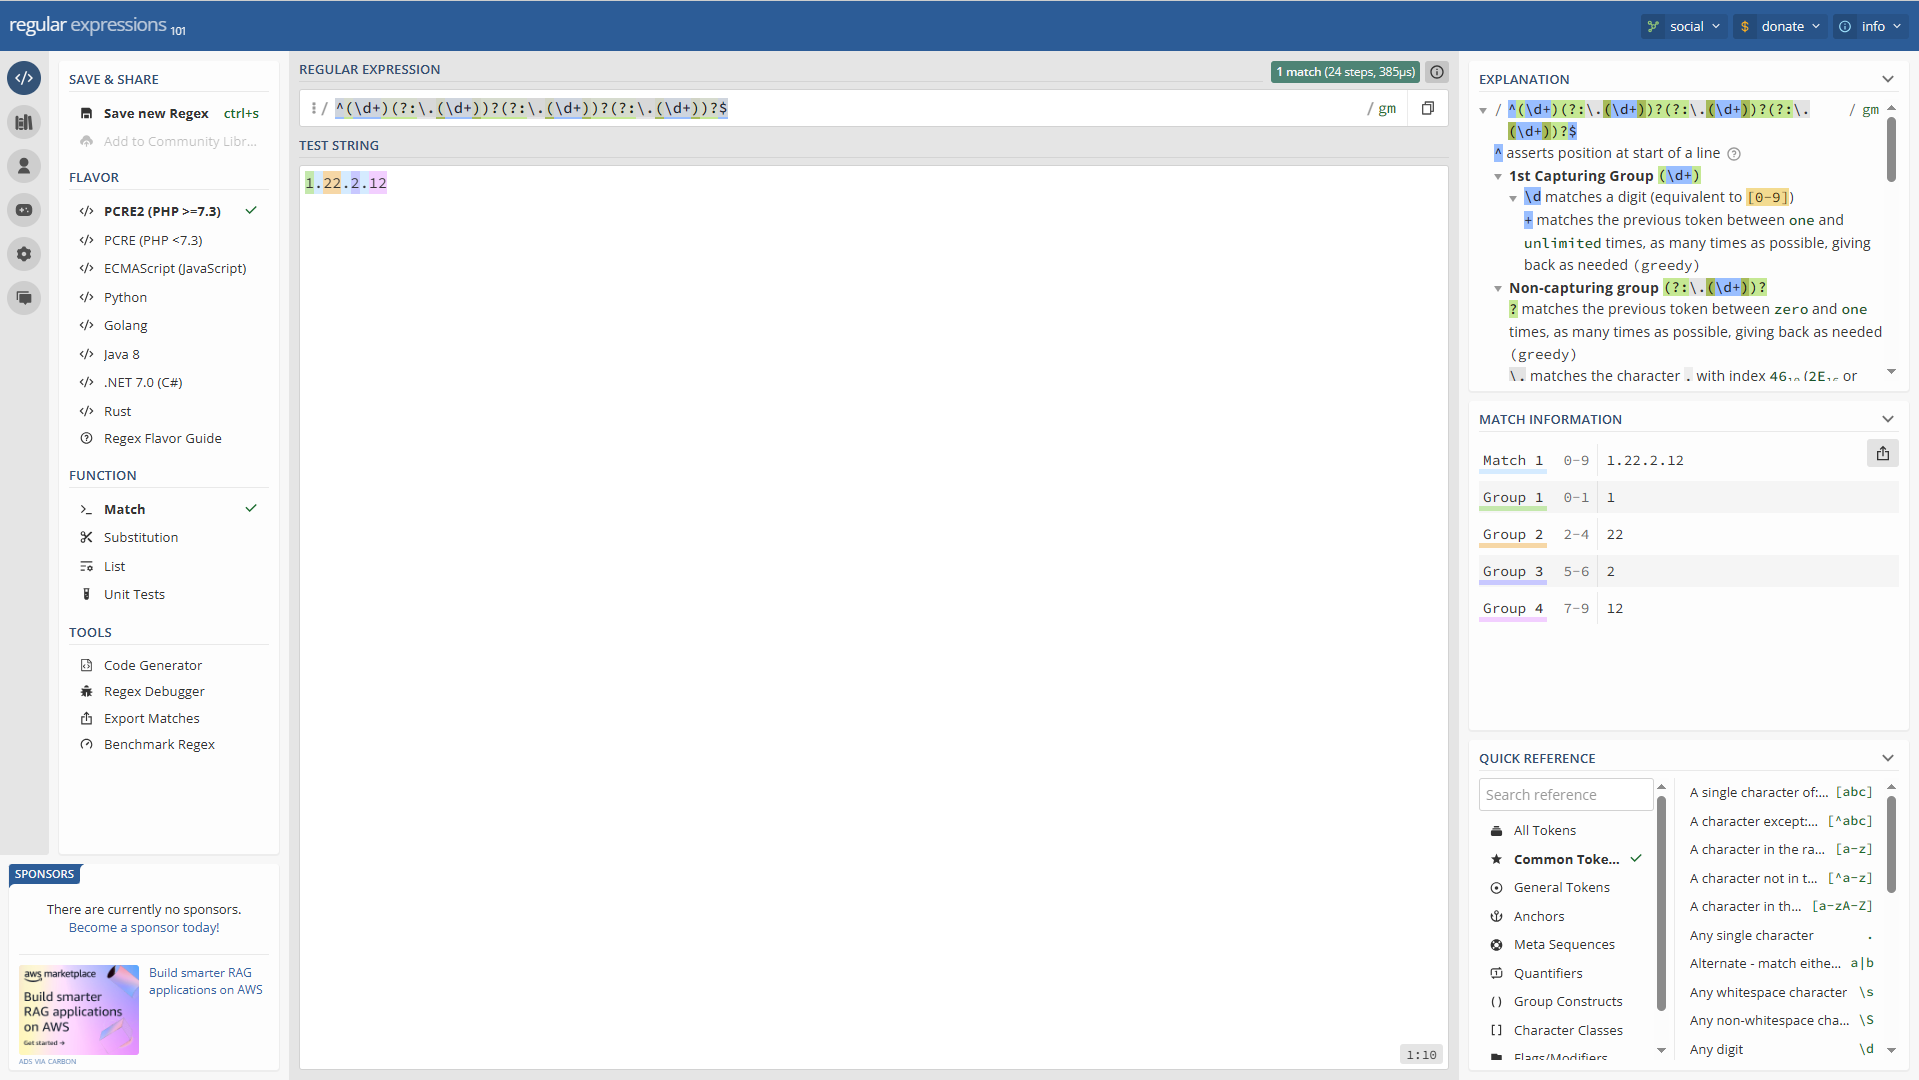 regular expressions 101
social
donate
info
SAVE & SHARE
Save new Regex ctrl+s
Add to Community Libr...
FLAVOR
PCRE2 (PHP >=7.3)
PCRE (PHP <7.3)
ECMAScript (JavaScript)
Python
Golang
Java 8
.NET 7.0 (C#)
Rust
Regex Flavor Guide
FUNCTION
Match
Substitution
List
Unit Tests
TOOLS
Code Generator
Regex Debugger
Export Matches
Benchmark Regex
SPONSORS
There are currently no sponsors.
Become a sponsor today!
aws marketplace
Build smarter
RAG applications
on AWS
Get started →
Build smarter RAG
applications on AWS
ADS VIA CARBON
REGULAR EXPRESSION
1 match (24 steps, 385µs)
/ ^(\d+)(?:\.(\d+))?(?:\.(\d+))?(?:\.(\d+))?$ / gm
TEST STRING
1.22.2.12
1:10
EXPLANATION
/ ^(\d+)(?:\.(\d+))?(?:\.(\d+))?(?:\. / gm
(\d+))?$
^ asserts position at start of a line
1st Capturing Group (\d+)
\d matches a digit (equivalent to [0-9])
+ matches the previous token between one and
unlimited times, as many times as possible, giving
back as needed (greedy)
Non-capturing group (?:\.(\d+))?
? matches the previous token between zero and one
times, as many times as possible, giving back as needed
(greedy)
\. matches the character . with index 46₁₀ (2E₁₆ or
MATCH INFORMATION
Match 1 0-9 1.22.2.12
Group 1 0-1 1
Group 2 2-4 22
Group 3 5-6 2
Group 4 7-9 12
QUICK REFERENCE
Search reference
All Tokens
Common Toke...
General Tokens
Anchors
Meta Sequences
Quantifiers
Group Constructs
Character Classes
Flags/Modifiers
A single character of:... [abc]
A character except:... [^abc]
A character in the ra... [a-z]
A character not in t... [^a-z]
A character in th... [a-zA-Z]
Any single character .
Alternate - match eithe... a|b
Any whitespace character \s
Any non-whitespace cha... \S
Any digit \d